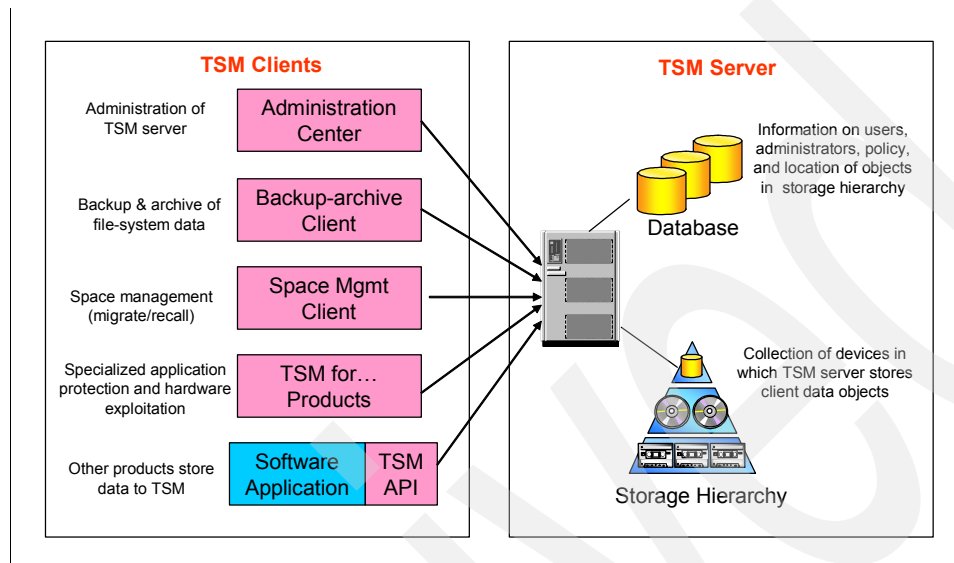 TSM Clients
Administration of
TSM server
Administration
Center
Backup & archive of
file-system data
Backup-archive
Client
Space management
(migrate/recall)
Space Mgmt
Client
Specialized application
protection and hardware
exploitation
TSM for…
Products
Other products store
data to TSM
Software
Application
TSM
API
TSM Server
Information on users,
administrators, policy,
and location of objects
in storage hierarchy
Database
Collection of devices in
which TSM server stores
client data objects
Storage Hierarchy